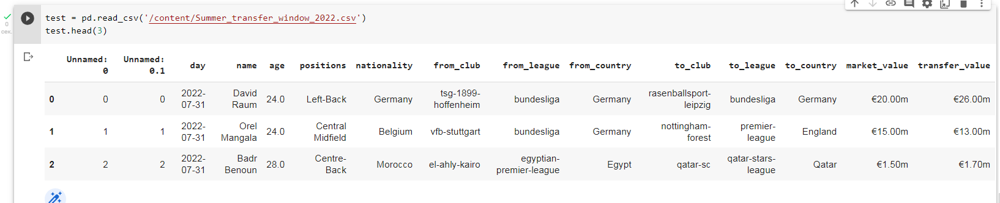 test = pd.read_csv('/content/Summer_transfer_window_2022.csv')
test.head(3)
0
сек.
Unnamed: 0 Unnamed: 0.1 day name age positions nationality from_club from_league from_country to_club to_league to_country market_value transfer_value
0 0 0 2022-07-31 David Raum 24.0 Left-Back Germany tsg-1899-hoffenheim bundesliga Germany rasenballsport-leipzig bundesliga Germany €20.00m €26.00m
1 1 1 2022-07-31 Orel Mangala 24.0 Central Midfield Belgium vfb-stuttgart bundesliga Germany nottingham-forest premier-league England €15.00m €13.00m
2 2 2 2022-07-31 Badr Benoun 28.0 Centre-Back Morocco el-ahly-kairo egyptian-premier-league Egypt qatar-sc qatar-stars-league Qatar €1.50m €1.70m